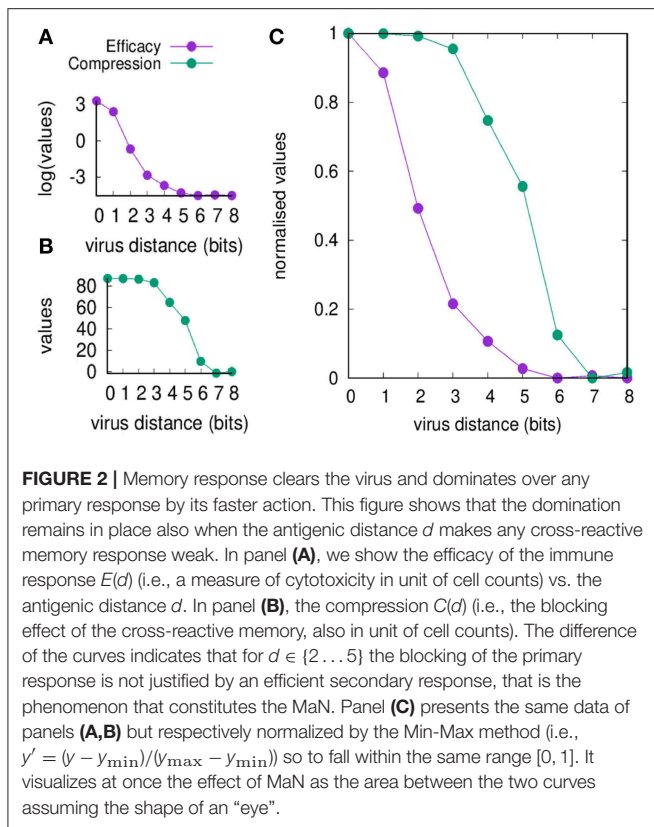 A
Efficacy
Compression
log(values)
3
0
-3
0 1 2 3 4 5 6 7 8
virus distance (bits)
B
values
80
60
40
20
0
0 1 2 3 4 5 6 7 8
virus distance (bits)
C
normalised values
1
0.8
0.6
0.4
0.2
0
0 1 2 3 4 5 6 7 8
virus distance (bits)
FIGURE 2 | Memory response clears the virus and dominates over any
primary response by its faster action. This figure shows that the domination
remains in place also when the antigenic distance d makes any cross-reactive
memory response weak. In panel (A), we show the efficacy of the immune
response E(d) (i.e., a measure of cytotoxicity in unit of cell counts) vs. the
antigenic distance d. In panel (B), the compression C(d) (i.e., the blocking
effect of the cross-reactive memory, also in unit of cell counts). The difference
of the curves indicates that for d ∈ {2 . . . 5} the blocking of the primary
response is not justified by an efficient secondary response, that is the
phenomenon that constitutes the MaN. Panel (C) presents the same data of
panels (A,B) but respectively normalized by the Min-Max method (i.e.,
y′ = (y − ymin)/(ymax − ymin)) so to fall within the same range [0, 1]. It
visualizes at once the effect of MaN as the area between the two curves
assuming the shape of an “eye”.